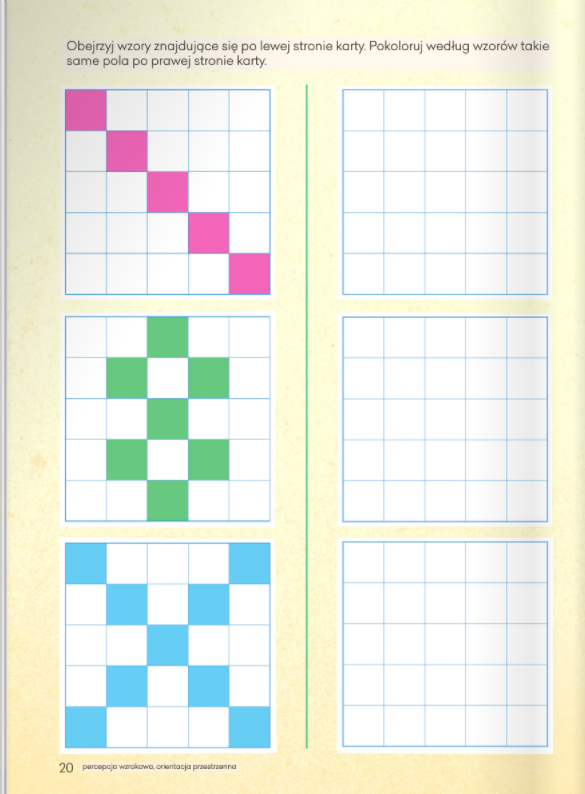 Obejrzyj wzory znajdujące się po lewej stronie karty. Pokoloruj według wzorów takie
same pola po prawej stronie karty.
20 percepcja wzrokowa, orientacja przestrzenna